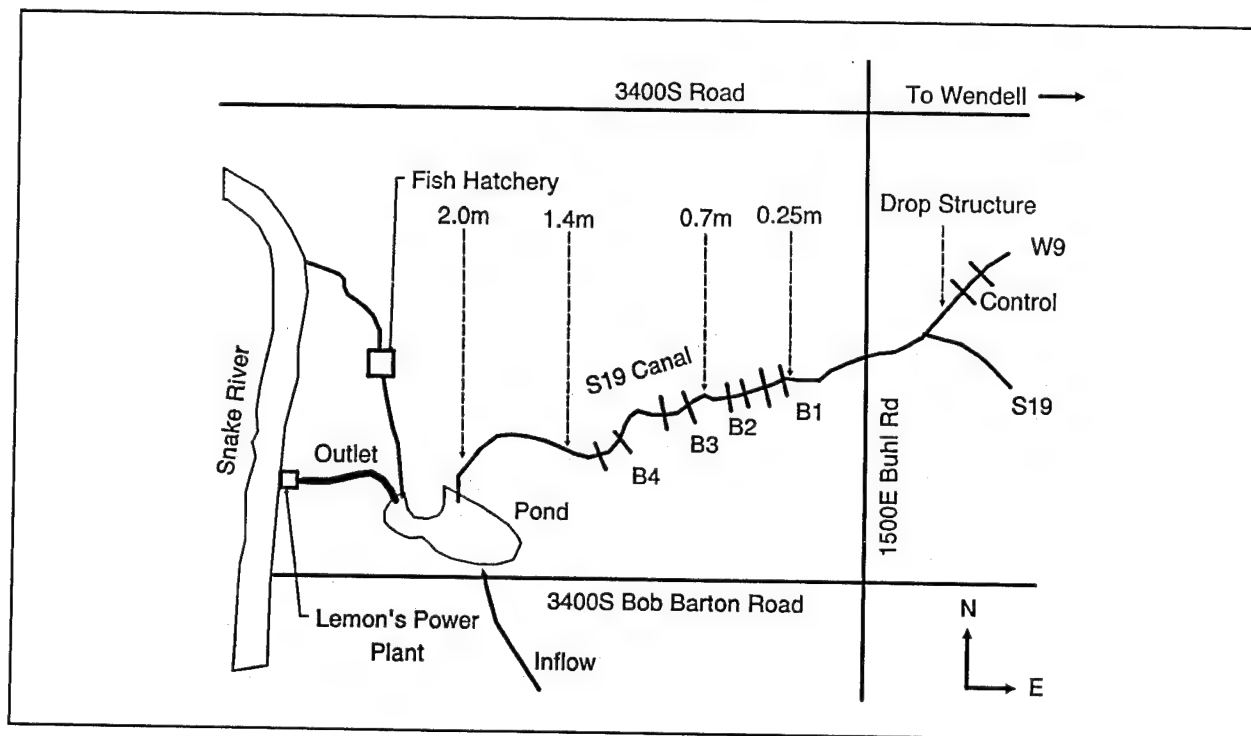 3400S Road
To Wendell
Fish Hatchery
2.0m
1.4m
0.7m
0.25m
Drop Structure
W9
Control
S19 Canal
S19
B1
B2
B3
B4
Snake River
Outlet
Pond
1500E Buhl Rd
3400S Bob Barton Road
Lemon's Power
Plant
Inflow
N
E